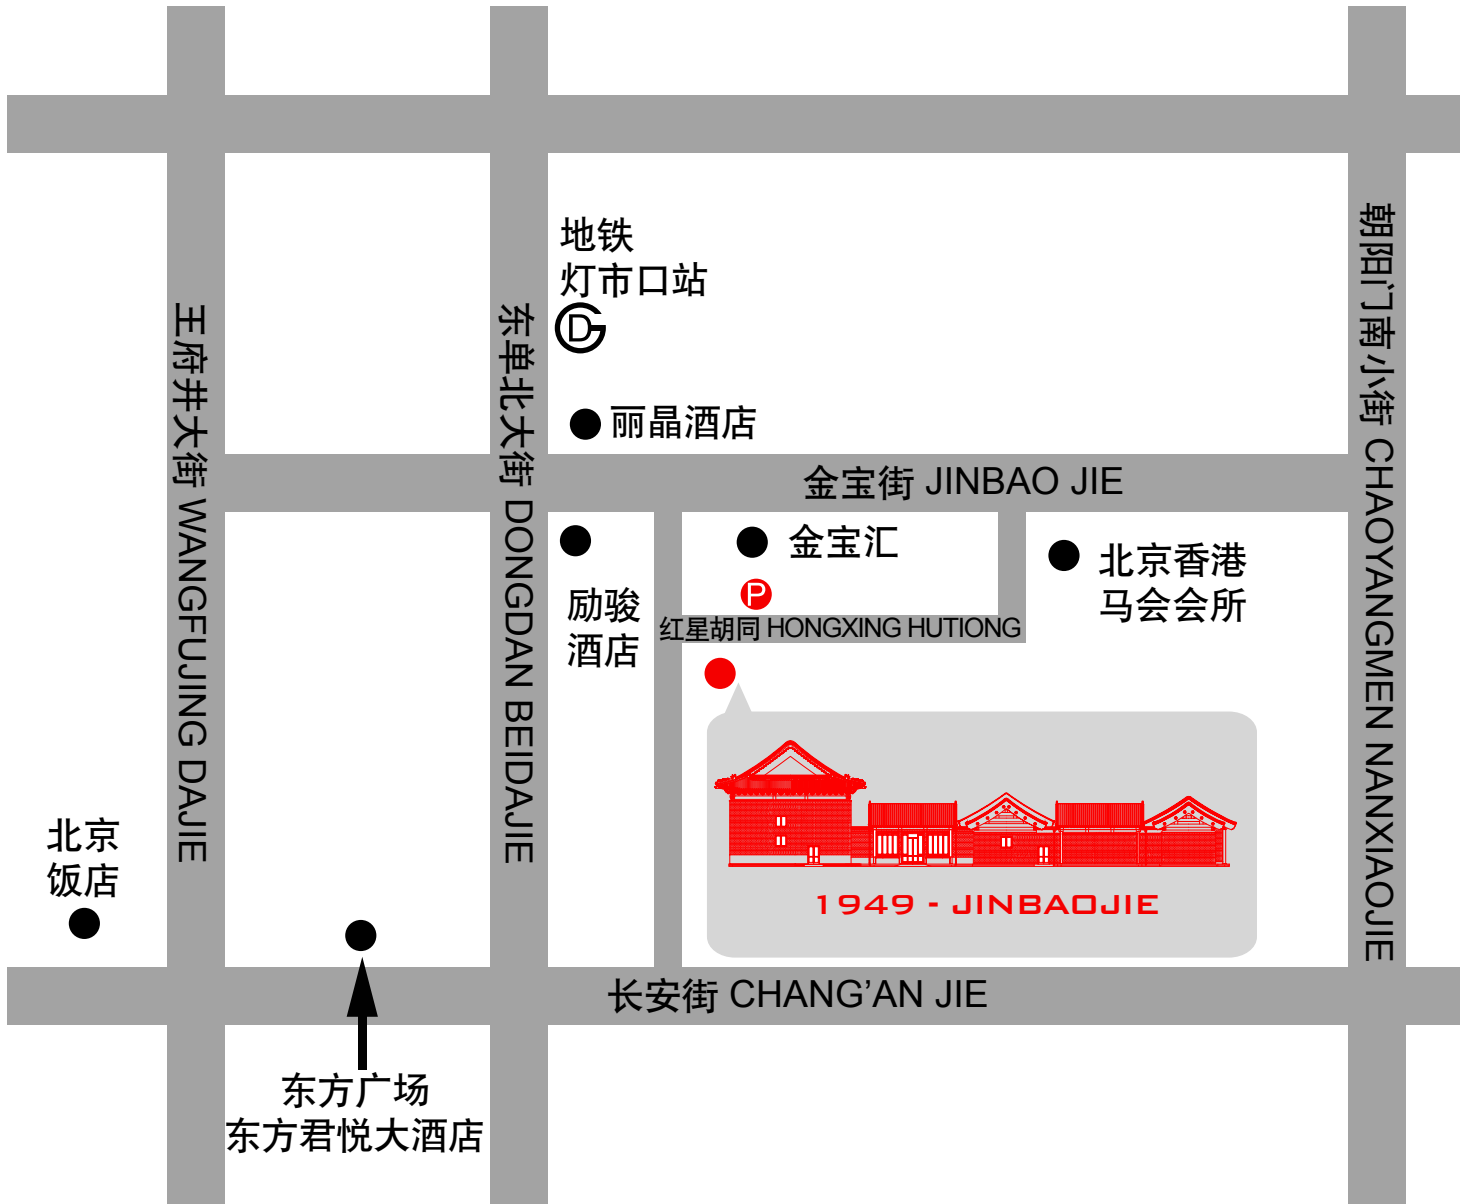 地铁
灯市口站
D
丽晶酒店
王府井大街 WANGFUJING DAJIE
东单北大街 DONGDAN BEIDAJIE
朝阳门南小街 CHAOYANGMEN NANXIAOJIE
金宝街 JINBAO JIE
金宝汇
P
励骏
酒店
北京香港
马会会所
红星胡同 HONGXING HUTIONG
1949 - JINBAOJIE
北京
饭店
长安街 CHANG’AN JIE
东方广场
东方君悦大酒店